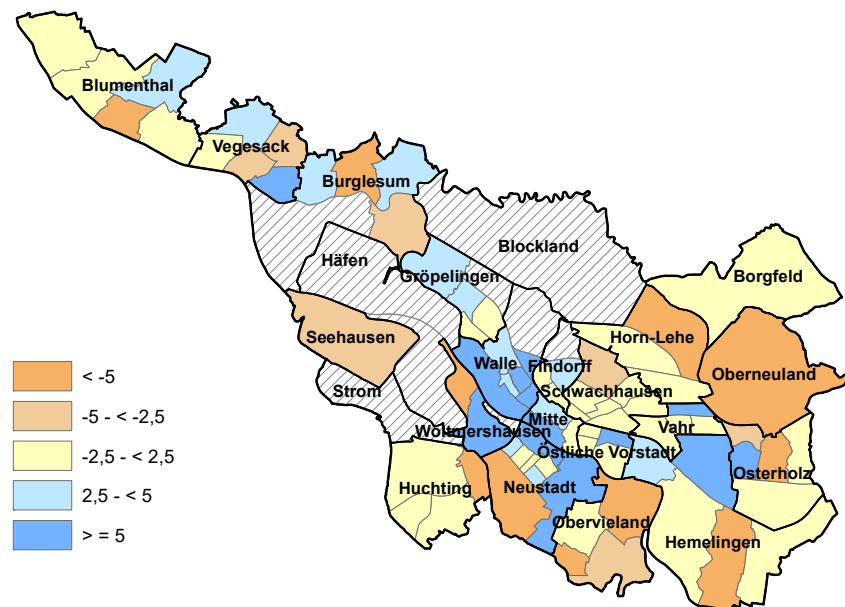 Blumenthal
Vegesack
Burglesum
Blockland
Häfen
Gröpelingen
Borgfeld
Seehausen
Horn-Lehe
Walle
Findorff
Oberneuland
Strom
Schwachhausen
Mitte
Vahr
Woltmershausen
Östliche Vorstadt
Osterholz
Huchting
Neustadt
Obervieland
Hemelingen
< -5
-5 - < -2,5
-2,5 - < 2,5
2,5 - < 5
> = 5